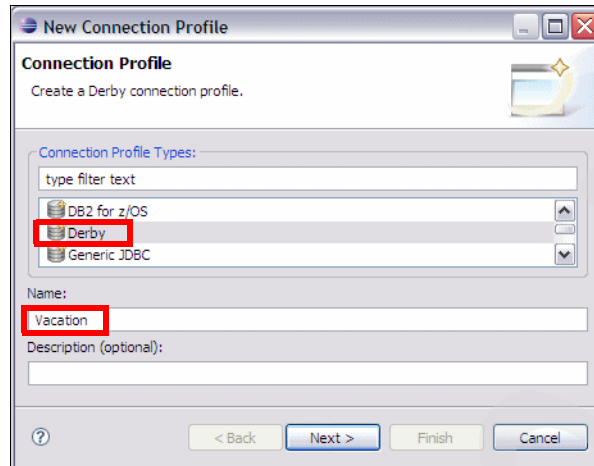 New Connection Profile
Connection Profile
Create a Derby connection profile.
Connection Profile Types:
type filter text
DB2 for z/OS
Derby
Generic JDBC
Name:
Vacation
Description (optional):
?
< Back
Next >
Finish
Cancel